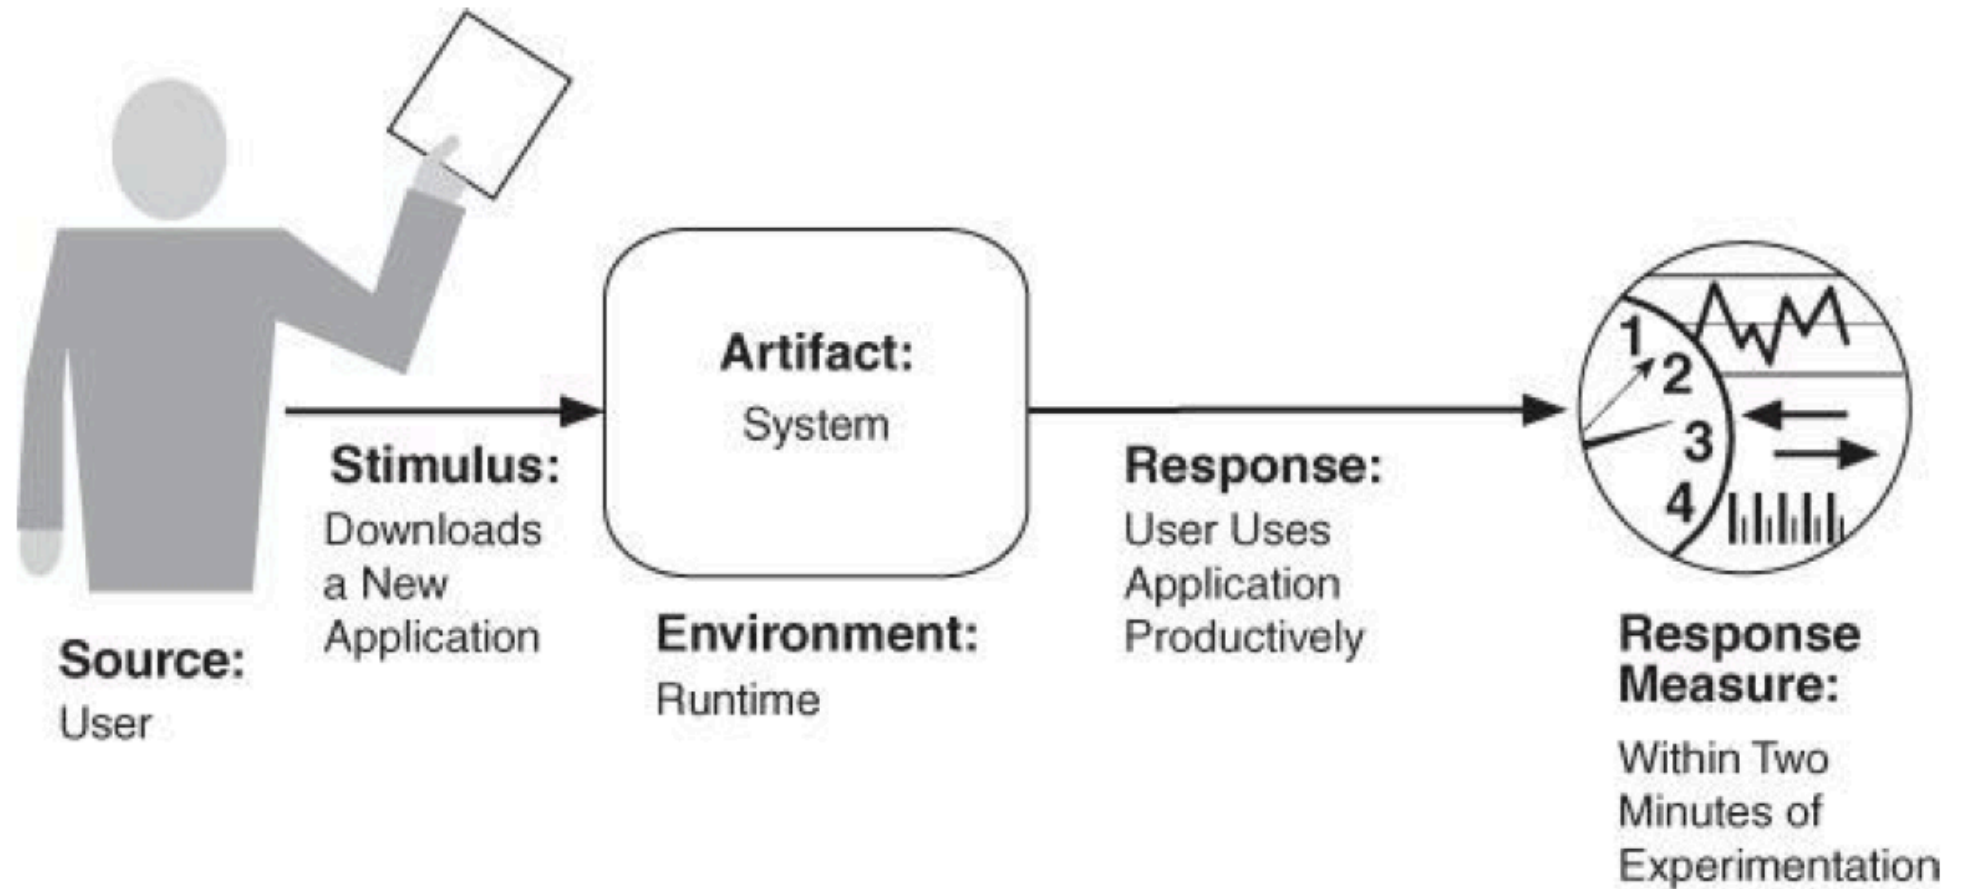 Source:
User
Stimulus:
Downloads
a New
Application
Artifact:
System
Environment:
Runtime
Response:
User Uses
Application
Productively
1
2
3
4
Response
Measure:
Within Two
Minutes of
Experimentation